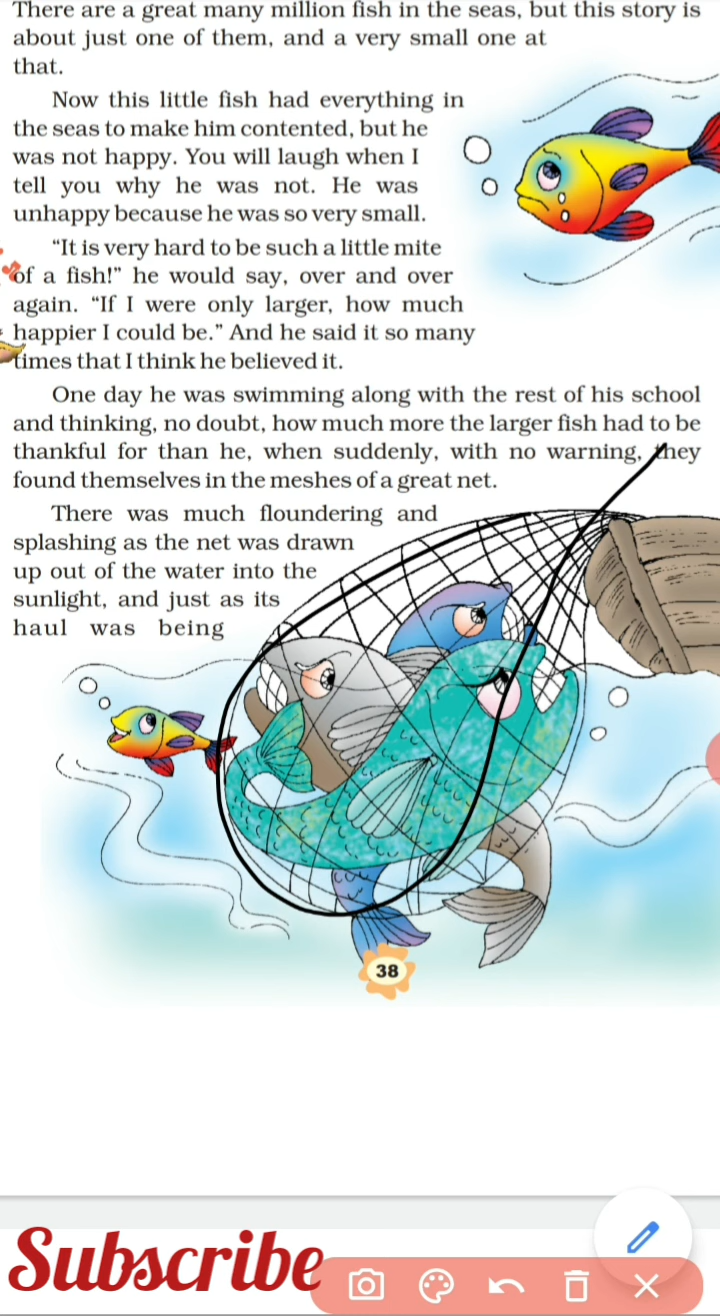 There are a great many million fish in the seas, but this story is
about just one of them, and a very small one at
that.
Now this little fish had everything in
the seas to make him contented, but he
was not happy. You will laugh when I
tell you why he was not. He was
unhappy because he was so very small.
“It is very hard to be such a little mite
of a fish!” he would say, over and over
again. “If I were only larger, how much
happier I could be.” And he said it so many
times that I think he believed it.
One day he was swimming along with the rest of his school
and thinking, no doubt, how much more the larger fish had to be
thankful for than he, when suddenly, with no warning, they
found themselves in the meshes of a great net.
There was much floundering and
splashing as the net was drawn
up out of the water into the
sunlight, and just as its
haul was being
38
Subscribe